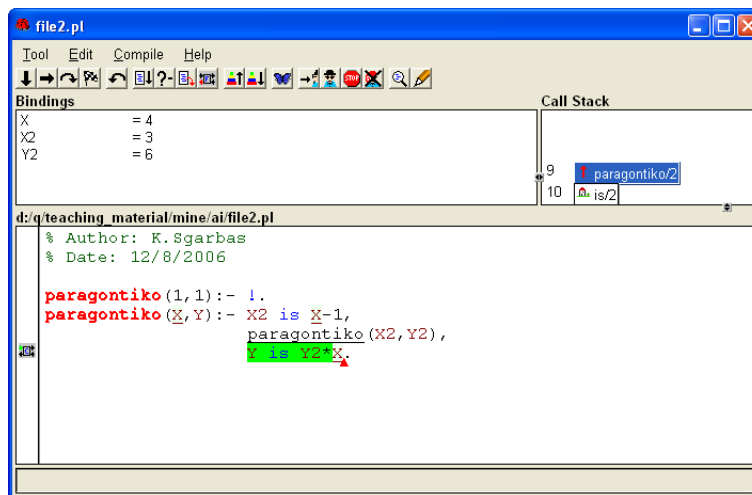 file2.pl
Tool Edit Compile Help
?-
STOP
Bindings
X = 4
X2 = 3
Y2 = 6
Call Stack
9 paragontiko/2
10 is/2
d:/q/teaching_material/mine/ai/file2.pl
% Author: K.Sgarbas
% Date: 12/8/2006
paragontiko(1,1):- !.
paragontiko(X,Y):- X2 is X-1,
paragontiko(X2,Y2),
Y is Y2*X.